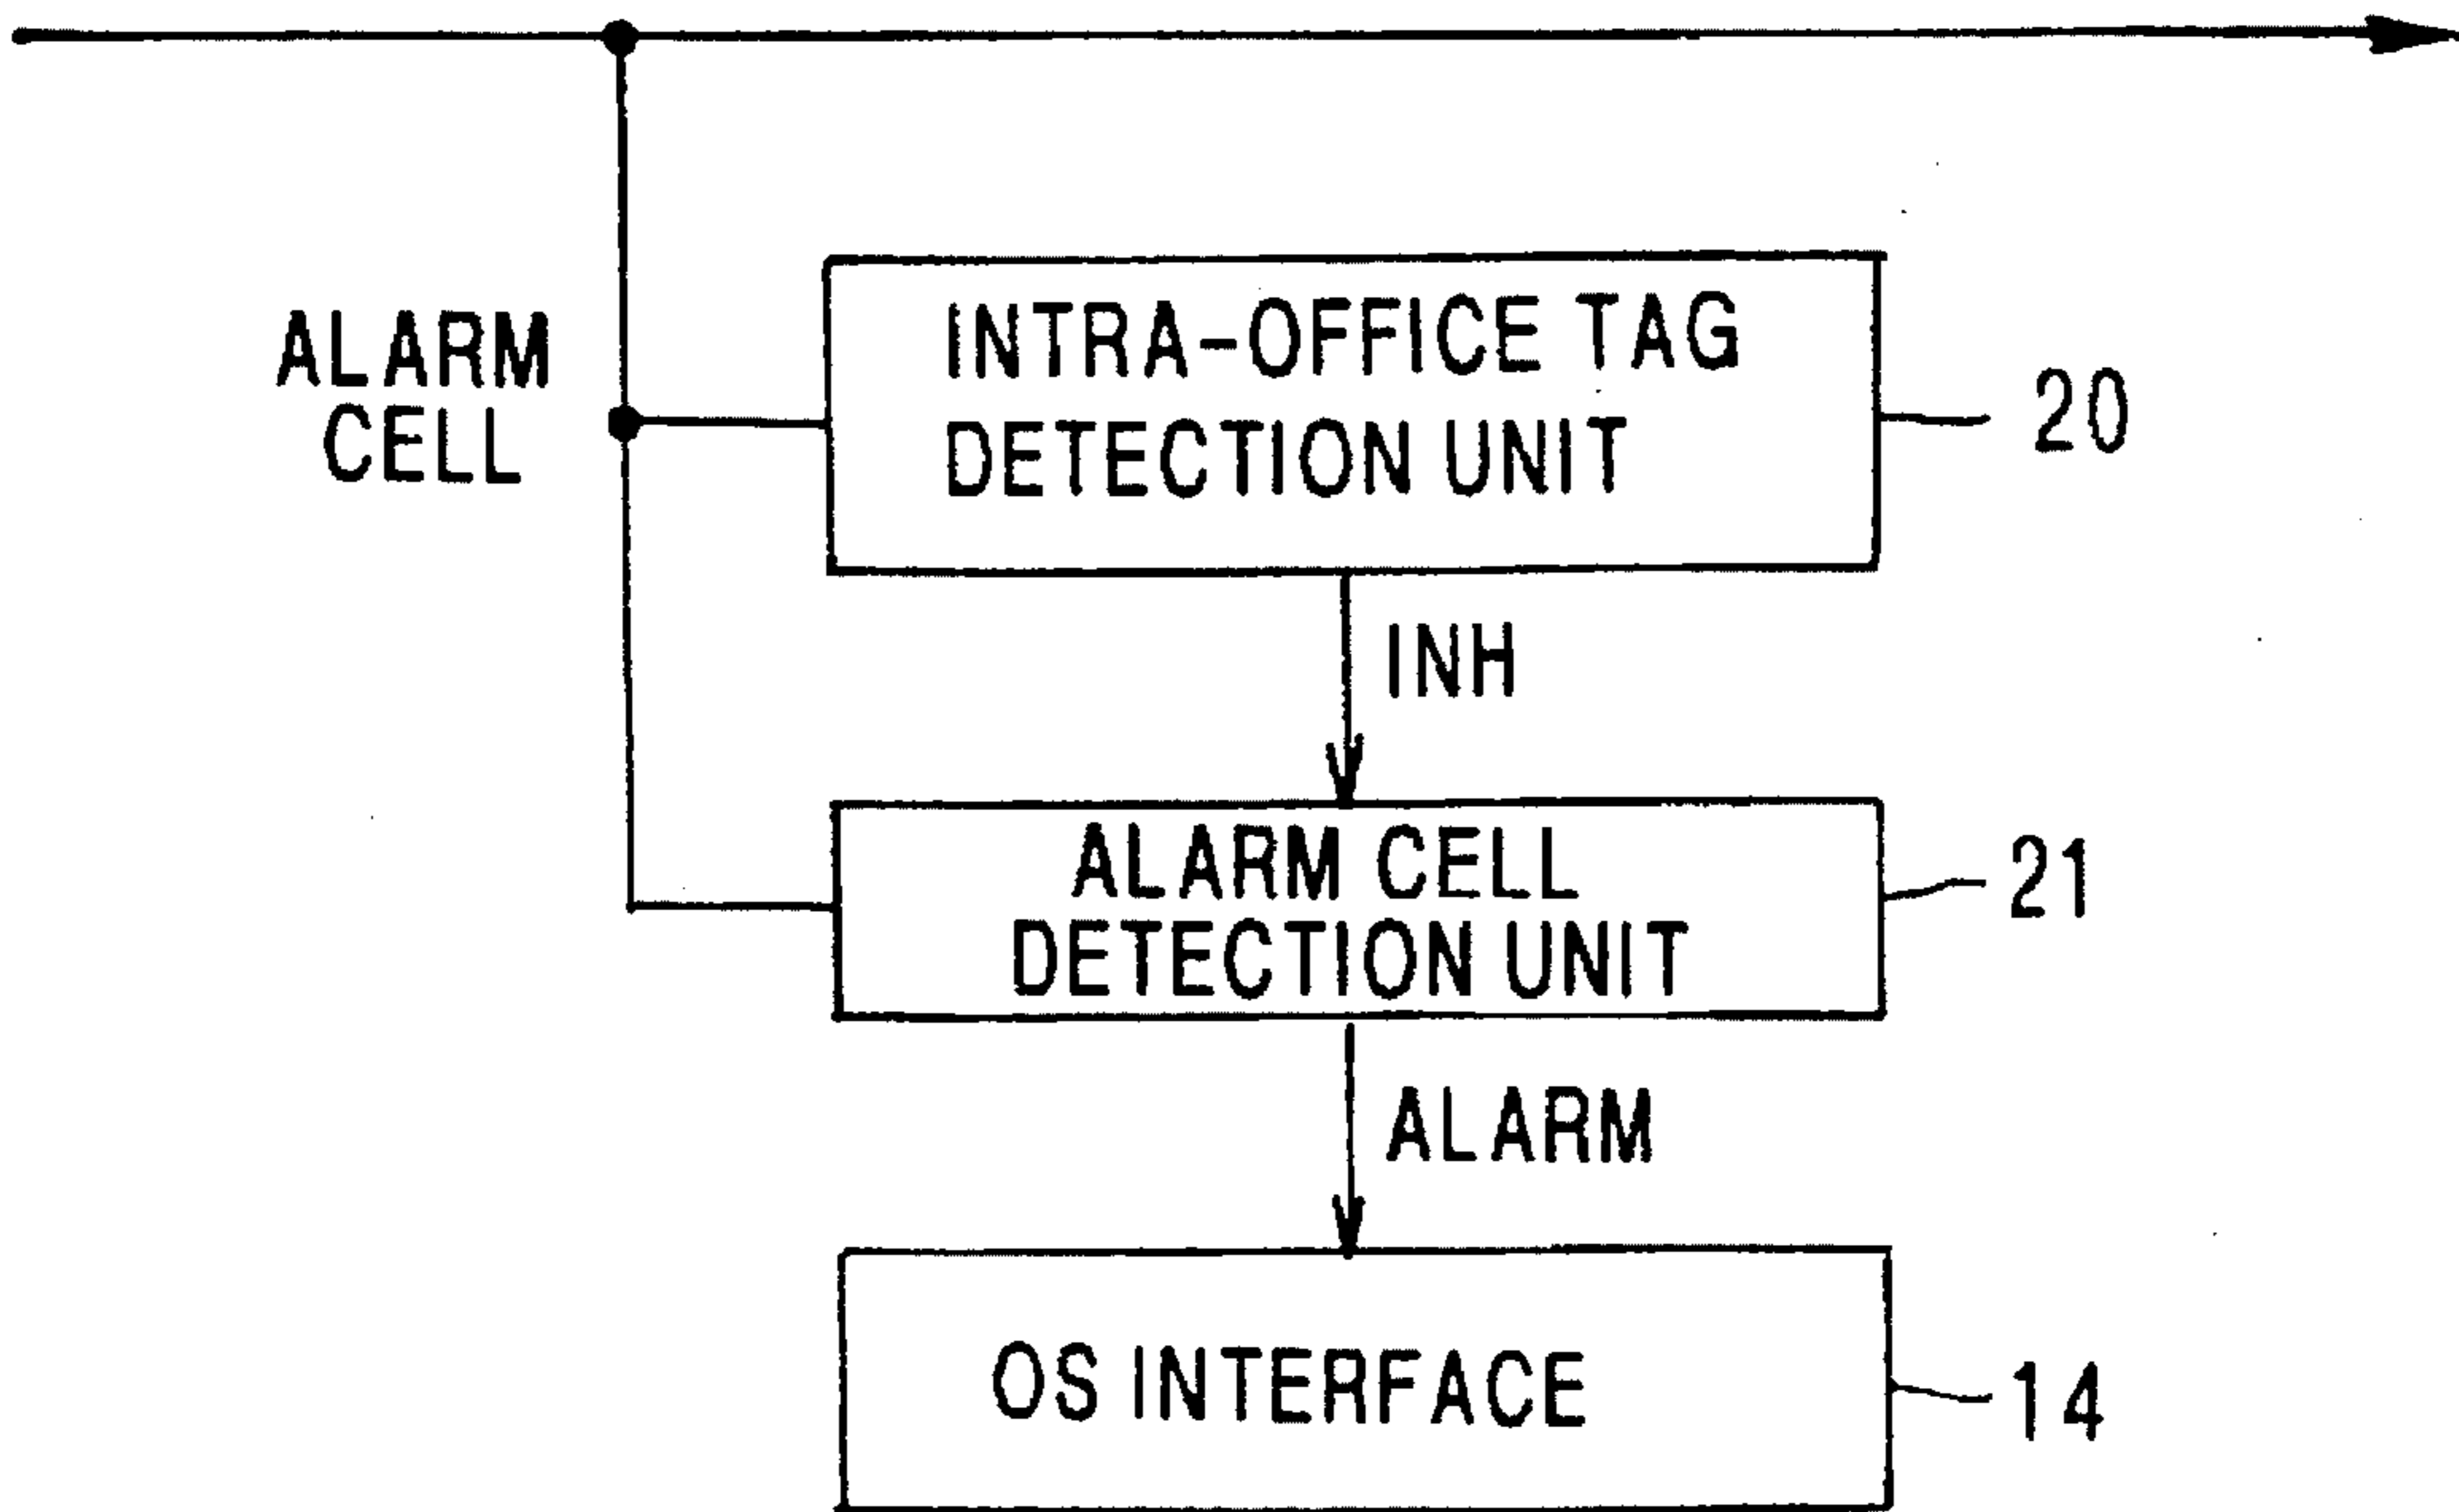 ALARM
CELL
INTRA-OFFICE TAG
DETECTION UNIT
20
INH
ALARM CELL
DETECTION UNIT
21
ALARM
OS INTERFACE
14